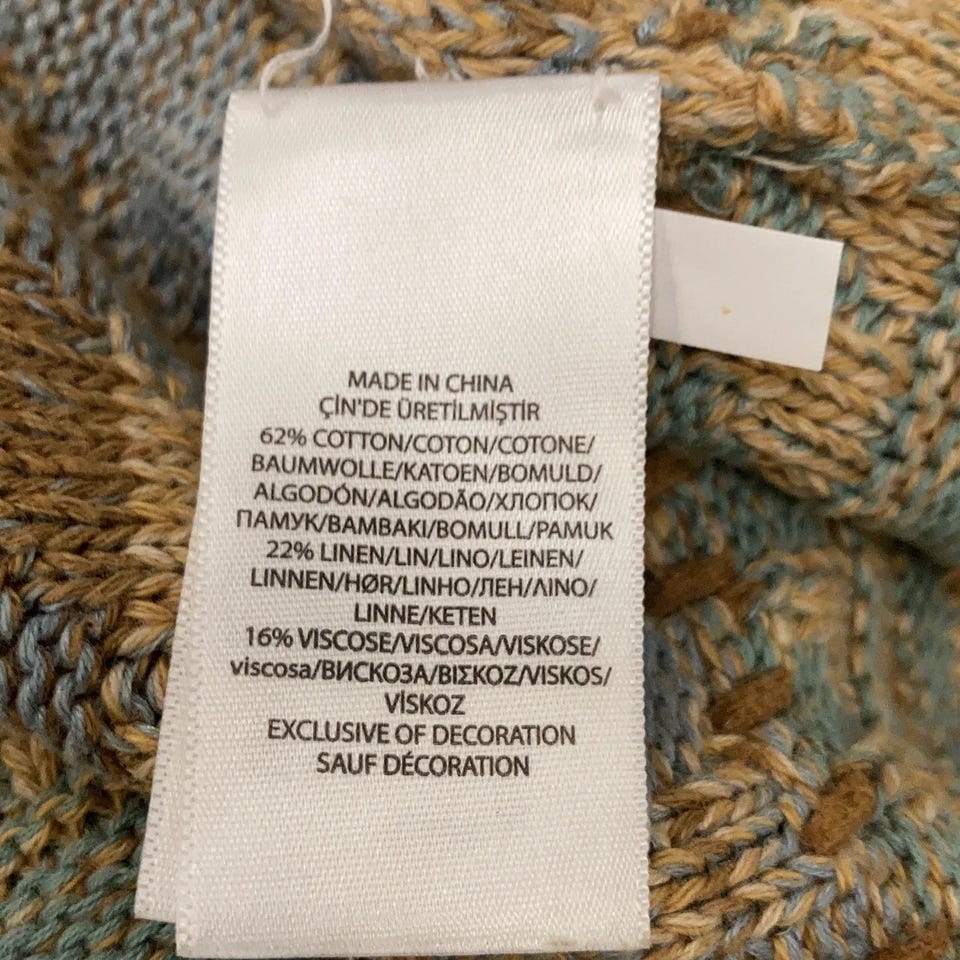 MADE IN CHINA
ÇİN'DE ÜRETİLMİŞTİR
62% COTTON/COTON/COTONE/
BAUMWOLLE/KATOEN/BOMULD/
ALGODÓN/ALGODÃO/ХЛОПОК/
ПАМУК/ΒΑΜΒΑΚΙ/BOMULL/PAMUK
22% LINEN/LIN/LINO/LEINEN/
LINNEN/HØR/LINHO/ЛЕН/ΛΙΝΟ/
LINNE/KETEN
16% VISCOSE/VISCOSA/VISKOSE/
viscosa/ВИСКОЗА/ΒΙΣΚΟΖ/VISKOS/
VİSKOZ
EXCLUSIVE OF DECORATION
SAUF DÉCORATION